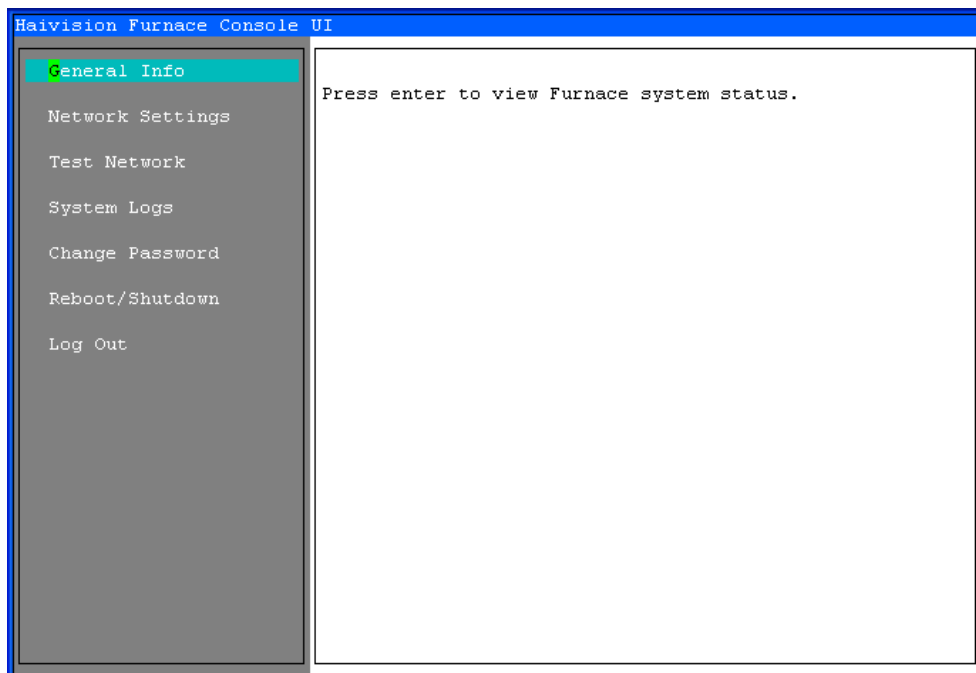 Haivision Furnace Console UI
General Info
Network Settings
Test Network
System Logs
Change Password
Reboot/Shutdown
Log Out
Press enter to view Furnace system status.